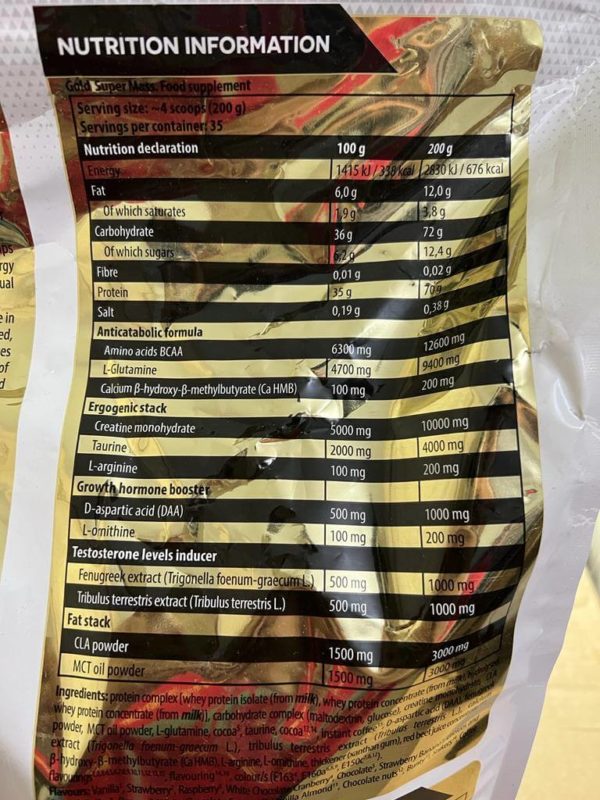 NUTRITION INFORMATION
Gold Super Mass. Food supplement
Serving size: ~4 scoops (200 g)
Servings per container: 35
Nutrition declaration 100 g 200 g
Energy 1415 kJ / 338 kcal 2830 kJ / 676 kcal
Fat 6,0 g 12,0 g
Of which saturates 1,9 g 3,8 g
Carbohydrate 36 g 72 g
Of which sugars 6,2 g 12,4 g
Fibre 0,01 g 0,02 g
Protein 35 g 70 g
Salt 0,19 g 0,38 g
Anticatabolic formula
Amino acids BCAA 6300 mg 12600 mg
L-Glutamine 4700 mg 9400 mg
Calcium β-hydroxy-β-methylbutyrate (Ca HMB) 100 mg 200 mg
Ergogenic stack
Creatine monohydrate 5000 mg 10000 mg
Taurine 2000 mg 4000 mg
L-arginine 100 mg 200 mg
Growth hormone booster
D-aspartic acid (DAA) 500 mg 1000 mg
L-ornithine 100 mg 200 mg
Testosterone levels inducer
Fenugreek extract (Trigonella foenum-graecum L.) 500 mg 1000 mg
Tribulus terrestris extract (Tribulus terrestris L.) 500 mg 1000 mg
Fat stack
CLA powder 1500 mg 3000 mg
MCT oil powder 1500 mg 3000 mg
Ingredients: protein complex [whey protein isolate (from milk), whey protein concentrate (from milk),
whey protein concentrate (from milk)], carbohydrate complex [maltodextrin, glucose], creatine monohydrate, CLA
powder, MCT oil powder, L-glutamine, cocoa, taurine, cocoa, instant coffee, D-aspartic acid (DAA), fenugreek
extract (Trigonella foenum-graecum L.), tribulus terrestris extract (Tribulus terrestris L.), calcium
β-hydroxy-β-methylbutyrate (Ca HMB), L-arginine, L-ornithine, thickener (xanthan gum), red beet juice
flavourings, flavouring, colour/s (E163, E160a, E150c
Flavours: Vanilla, Strawberry, Raspberry, White Chocolate Cranberry, Chocolate, Strawberry
Almond, Chocolate nuts,